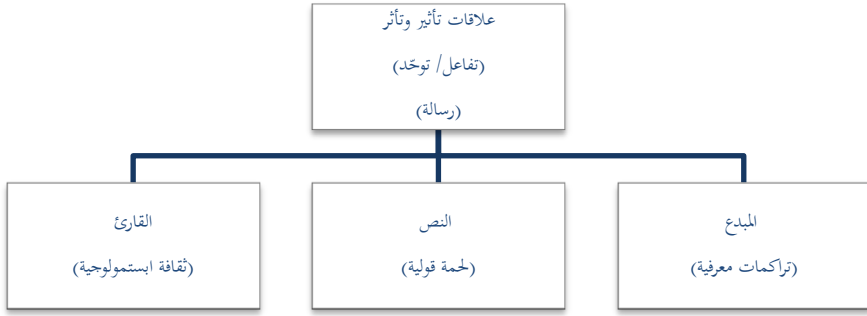 علاقات تأثير وتأثر
(تفاعل/ توحّد)
(رسالة)
المبدع
(تراكمات معرفية)
النص
(لحمة قولية)
القارئ
(ثقافة ابستمولوجية)